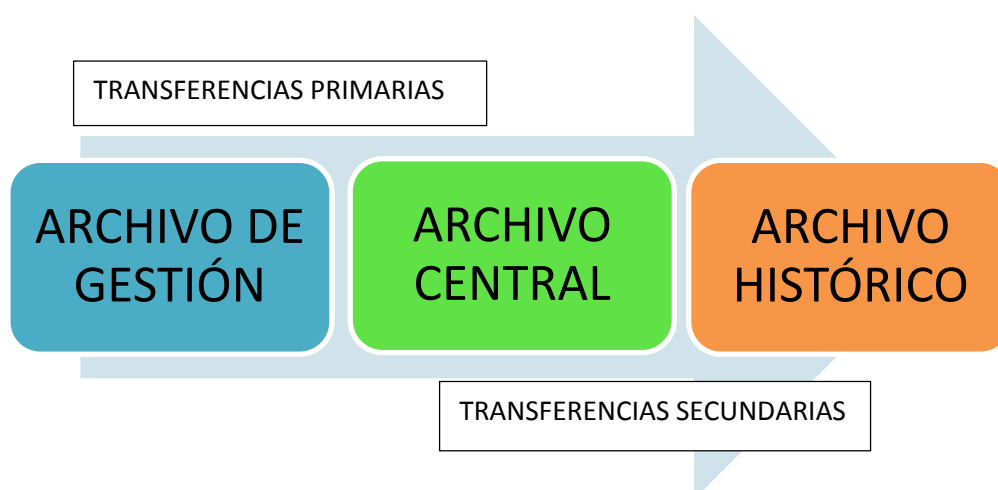 TRANSFERENCIAS PRIMARIAS
ARCHIVO DE
GESTIÓN
ARCHIVO
CENTRAL
ARCHIVO
HISTÓRICO
TRANSFERENCIAS SECUNDARIAS